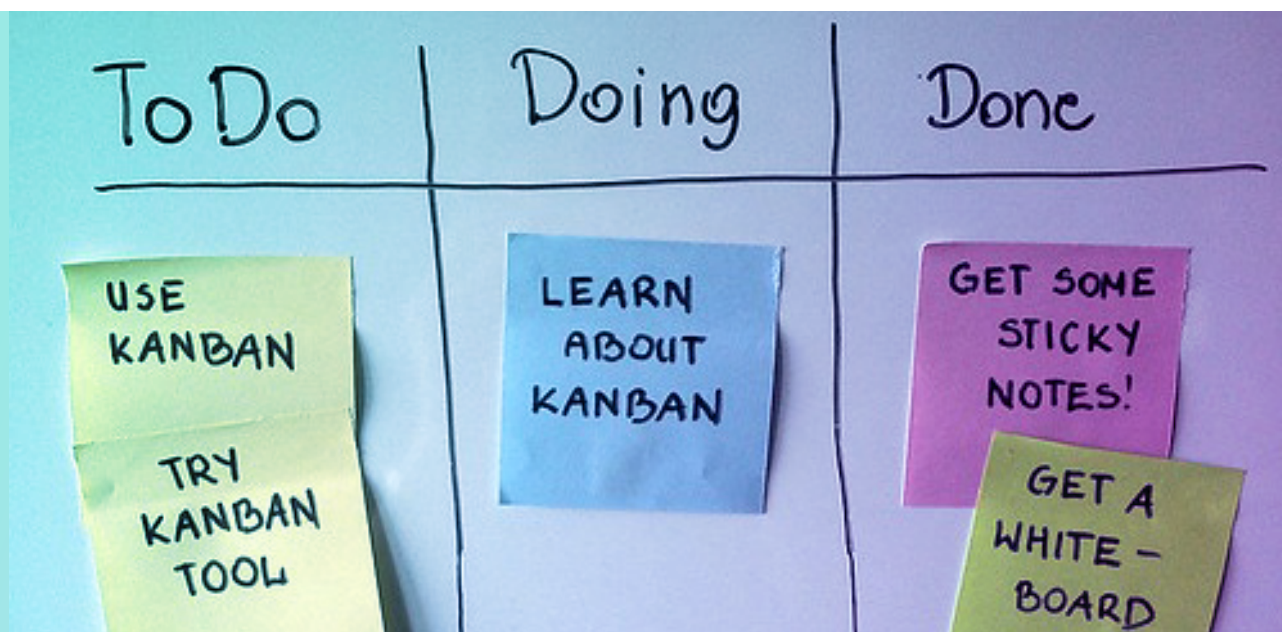 To Do
Doing
Done
USE
KANBAN
TRY
KANBAN
TOOL
LEARN
ABOUT
KANBAN
GET SOME
STICKY
NOTES!
GET A
WHITE-
BOARD